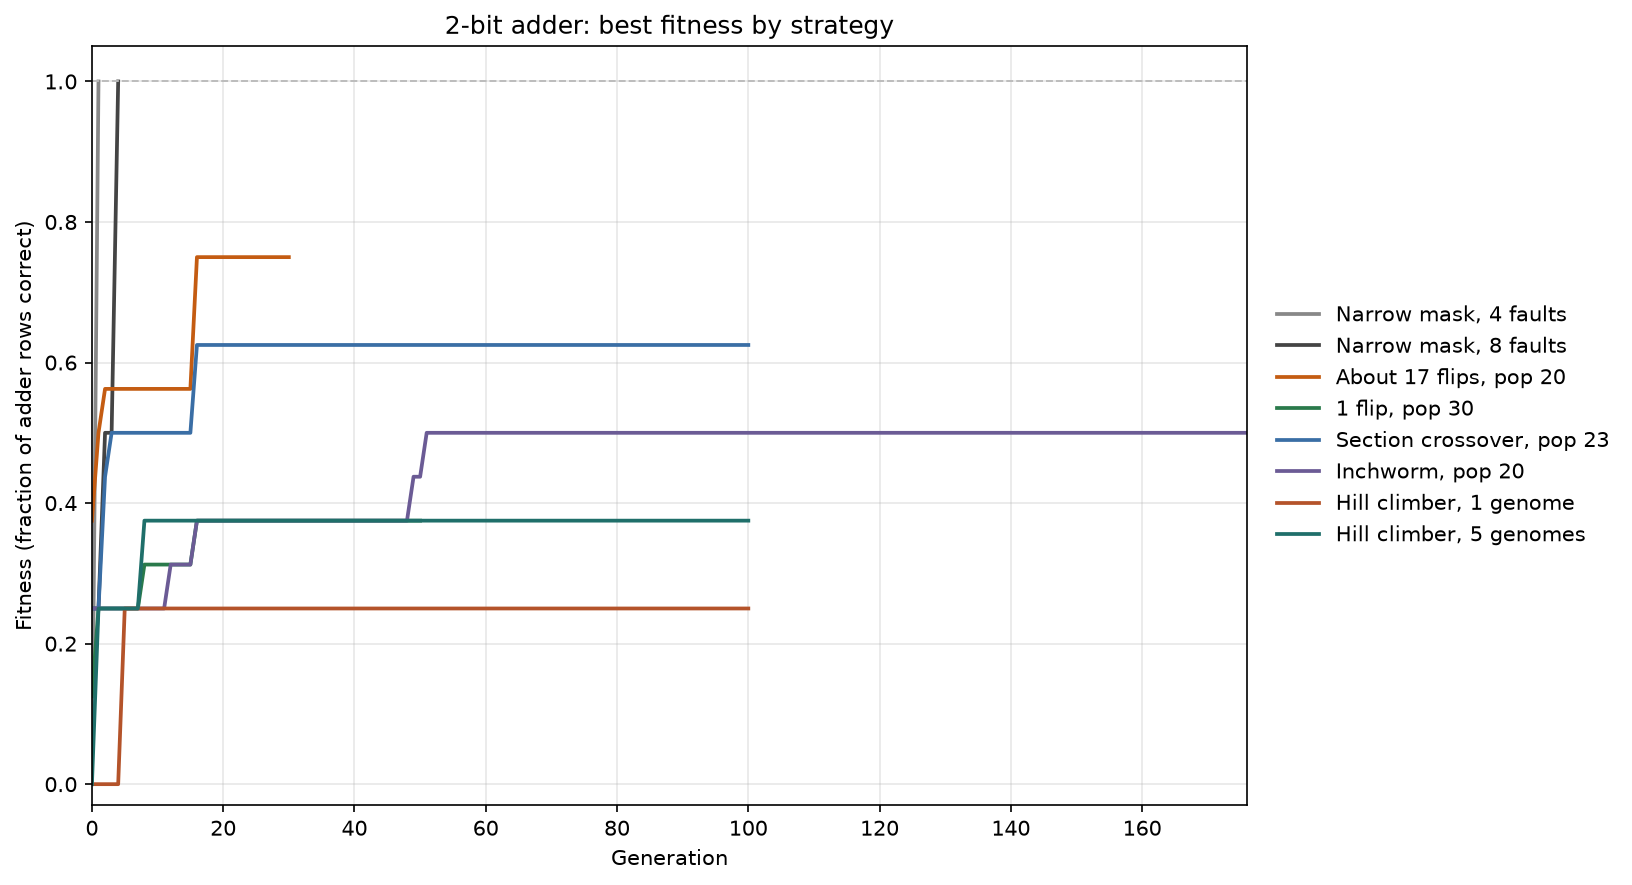 2-bit adder: best fitness by strategy
Fitness (fraction of adder rows correct)
1.0
0.8
0.6
0.4
0.2
0.0
0 20 40 60 80 100 120 140 160
Generation
Narrow mask, 4 faults
Narrow mask, 8 faults
About 17 flips, pop 20
1 flip, pop 30
Section crossover, pop 23
Inchworm, pop 20
Hill climber, 1 genome
Hill climber, 5 genomes